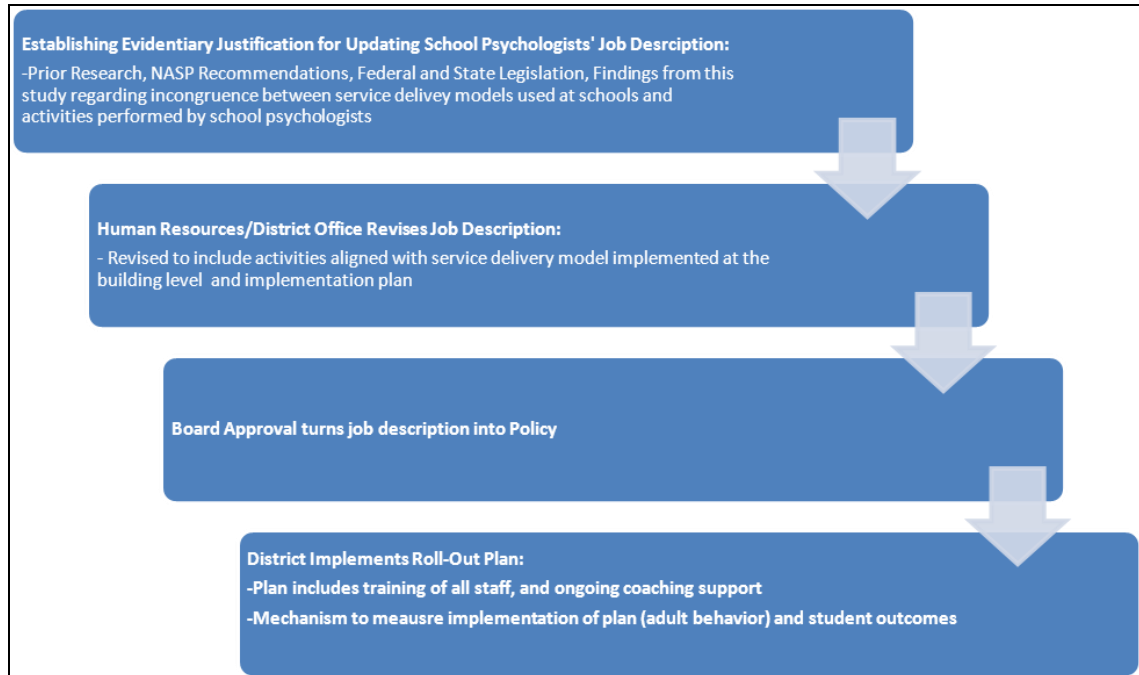 Establishing Evidentiary Justification for Updating School Psychologists' Job Desrciption:
-Prior Research, NASP Recommendations, Federal and State Legislation, Findings from this
study regarding incongruence between service delivey models used at schools and
activities performed by school psychologists
Human Resources/District Office Revises Job Description:
- Revised to include activities aligned with service delivery model implemented at the
building level and implementation plan
Board Approval turns job description into Policy
District Implements Roll-Out Plan:
-Plan includes training of all staff, and ongoing coaching support
-Mechanism to meausre implementation of plan (adult behavior) and student outcomes